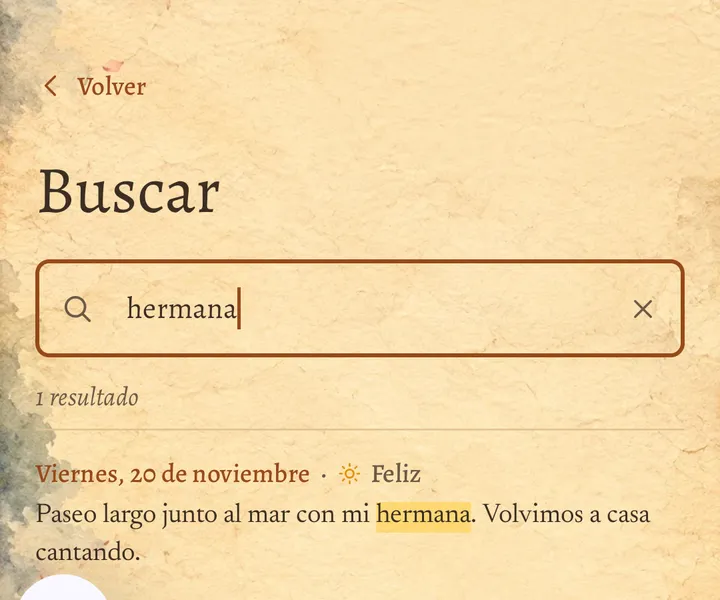 Volver
Buscar
hermana
1 resultado
Viernes, 20 de noviembre · Feliz
Paseo largo junto al mar con mi hermana. Volvimos a casa
cantando.